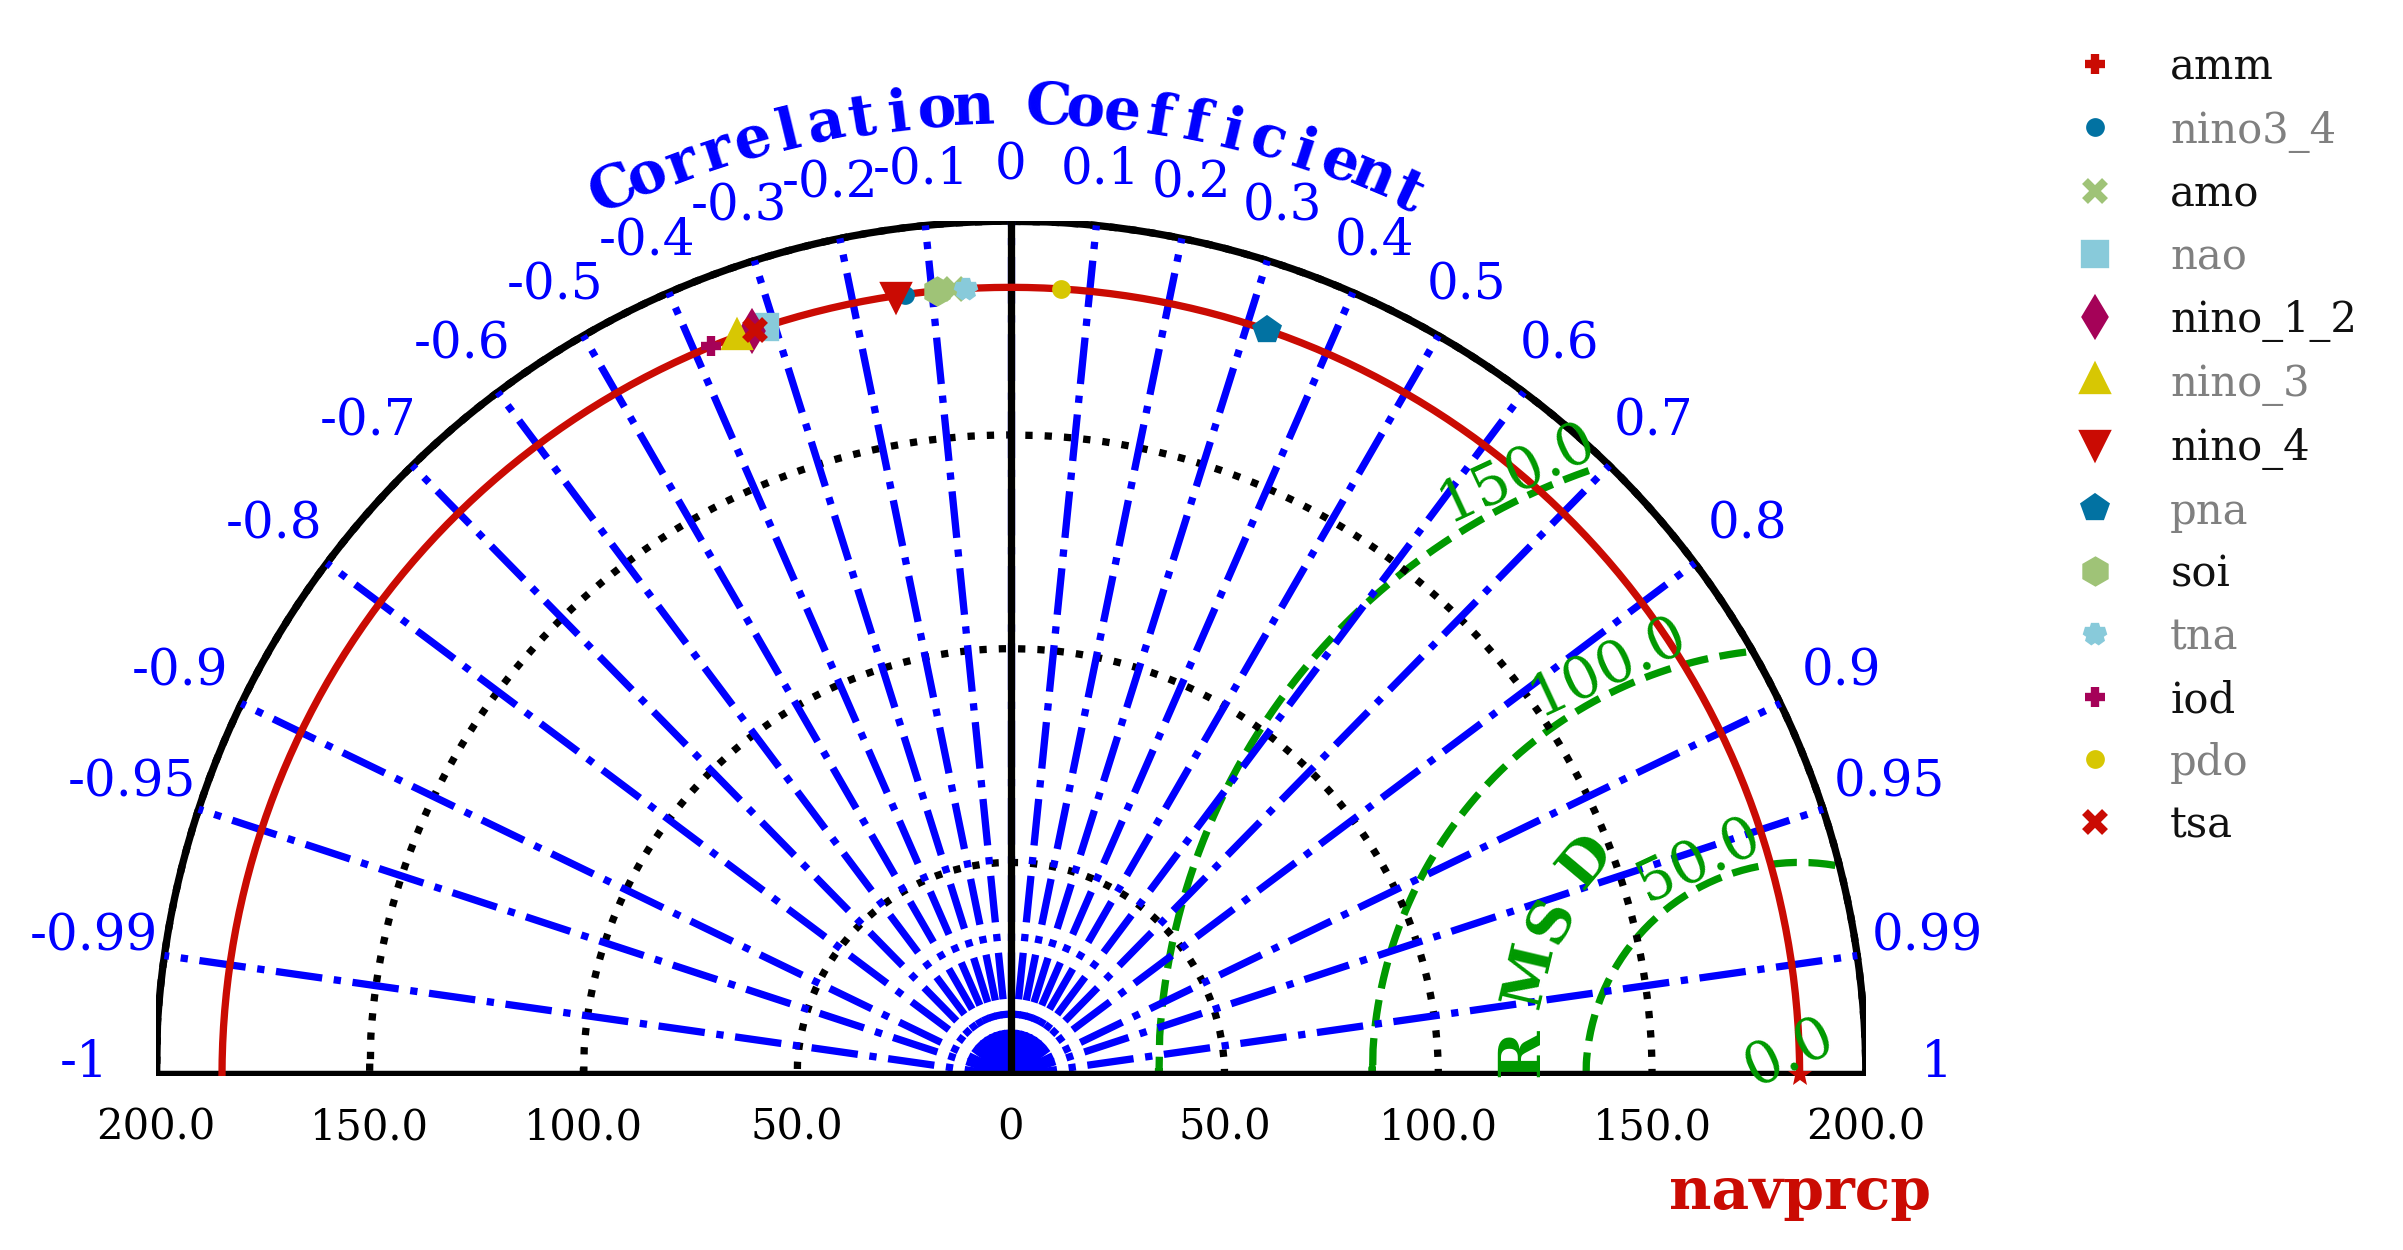 Correlation Coefficient
-1
-0.99
-0.95
-0.9
-0.8
-0.7
-0.6
-0.5
-0.4
-0.3
-0.2
-0.1
0
0.1
0.2
0.3
0.4
0.5
0.6
0.7
0.8
0.9
0.95
0.99
1
150.0
100.0
50.0
0.0
RMSD
200.0 150.0 100.0 50.0 0 50.0 100.0 150.0 200.0
navprcp
amm
nino3_4
amo
nao
nino_1_2
nino_3
nino_4
pna
soi
tna
iod
pdo
tsa